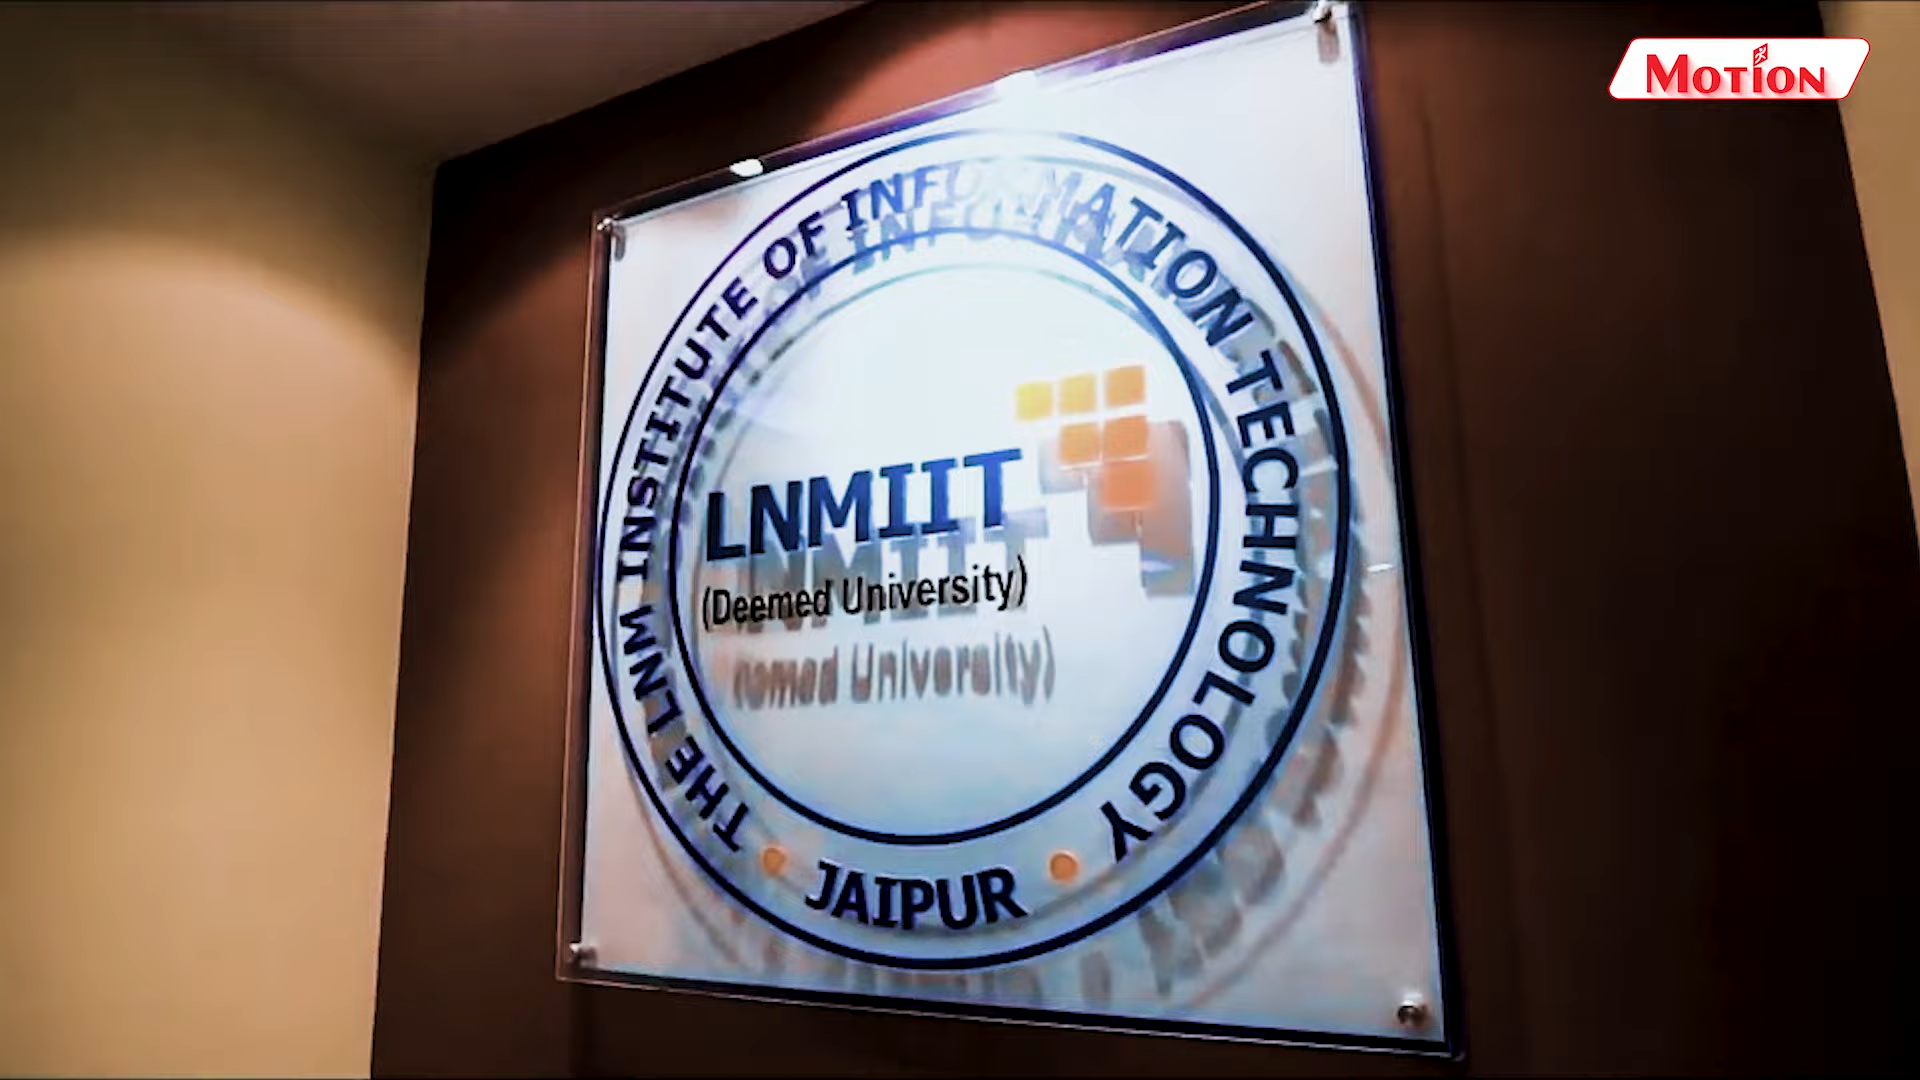 MOTION
THE LNM INSTITUTE OF INFORMATION TECHNOLOGY
LNMIIT
(Deemed University)
JAIPUR